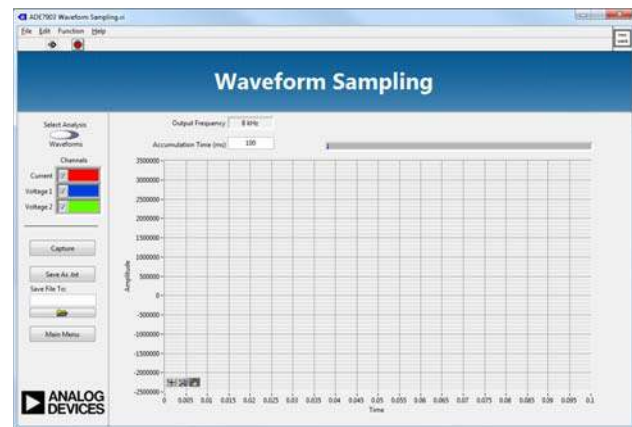 ADE7903 Waveform Sampling.vi
File Edit Function Help
Waveform Sampling
Select Analysis
Waveforms
Output Frequency 8 kHz
Accumulation Time (ms) 100
Channels
Current
Voltage 1
Voltage 2
Capture
Save As .txt
Save File To:
Main Menu
ANALOG
DEVICES
Amplitude
3500000
3000000
2500000
2000000
1500000
1000000
500000
0
-500000
-1000000
-1500000
-2000000
-2500000
0 0.005 0.01 0.015 0.02 0.025 0.03 0.035 0.04 0.045 0.05 0.055 0.06 0.065 0.07 0.075 0.08 0.085 0.09 0.095 0.1
Time